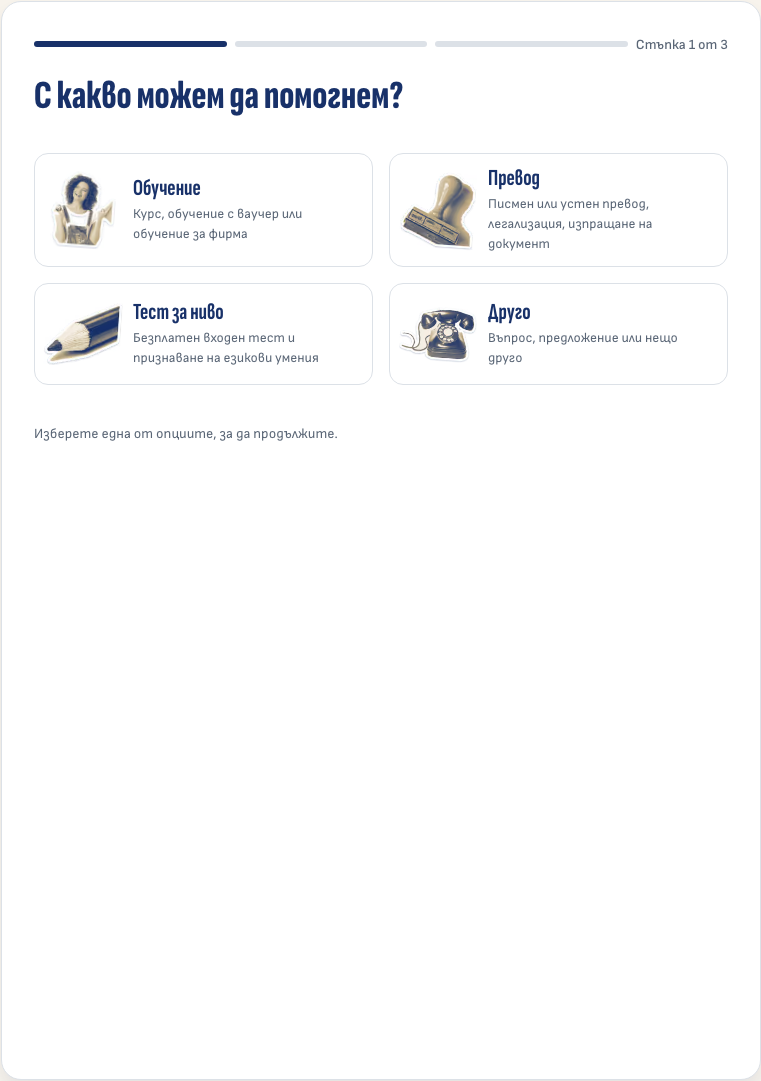 Стъпка 1 от 3
С какво можем да помогнем?
Обучение
Курс, обучение с ваучер или
обучение за фирма
Превод
Писмен или устен превод,
легализация, изпращане на
документ
Тест за ниво
Безплатен входен тест и
признаване на езикови умения
Друго
Въпрос, предложение или нещо
друго
Изберете една от опциите, за да продължите.